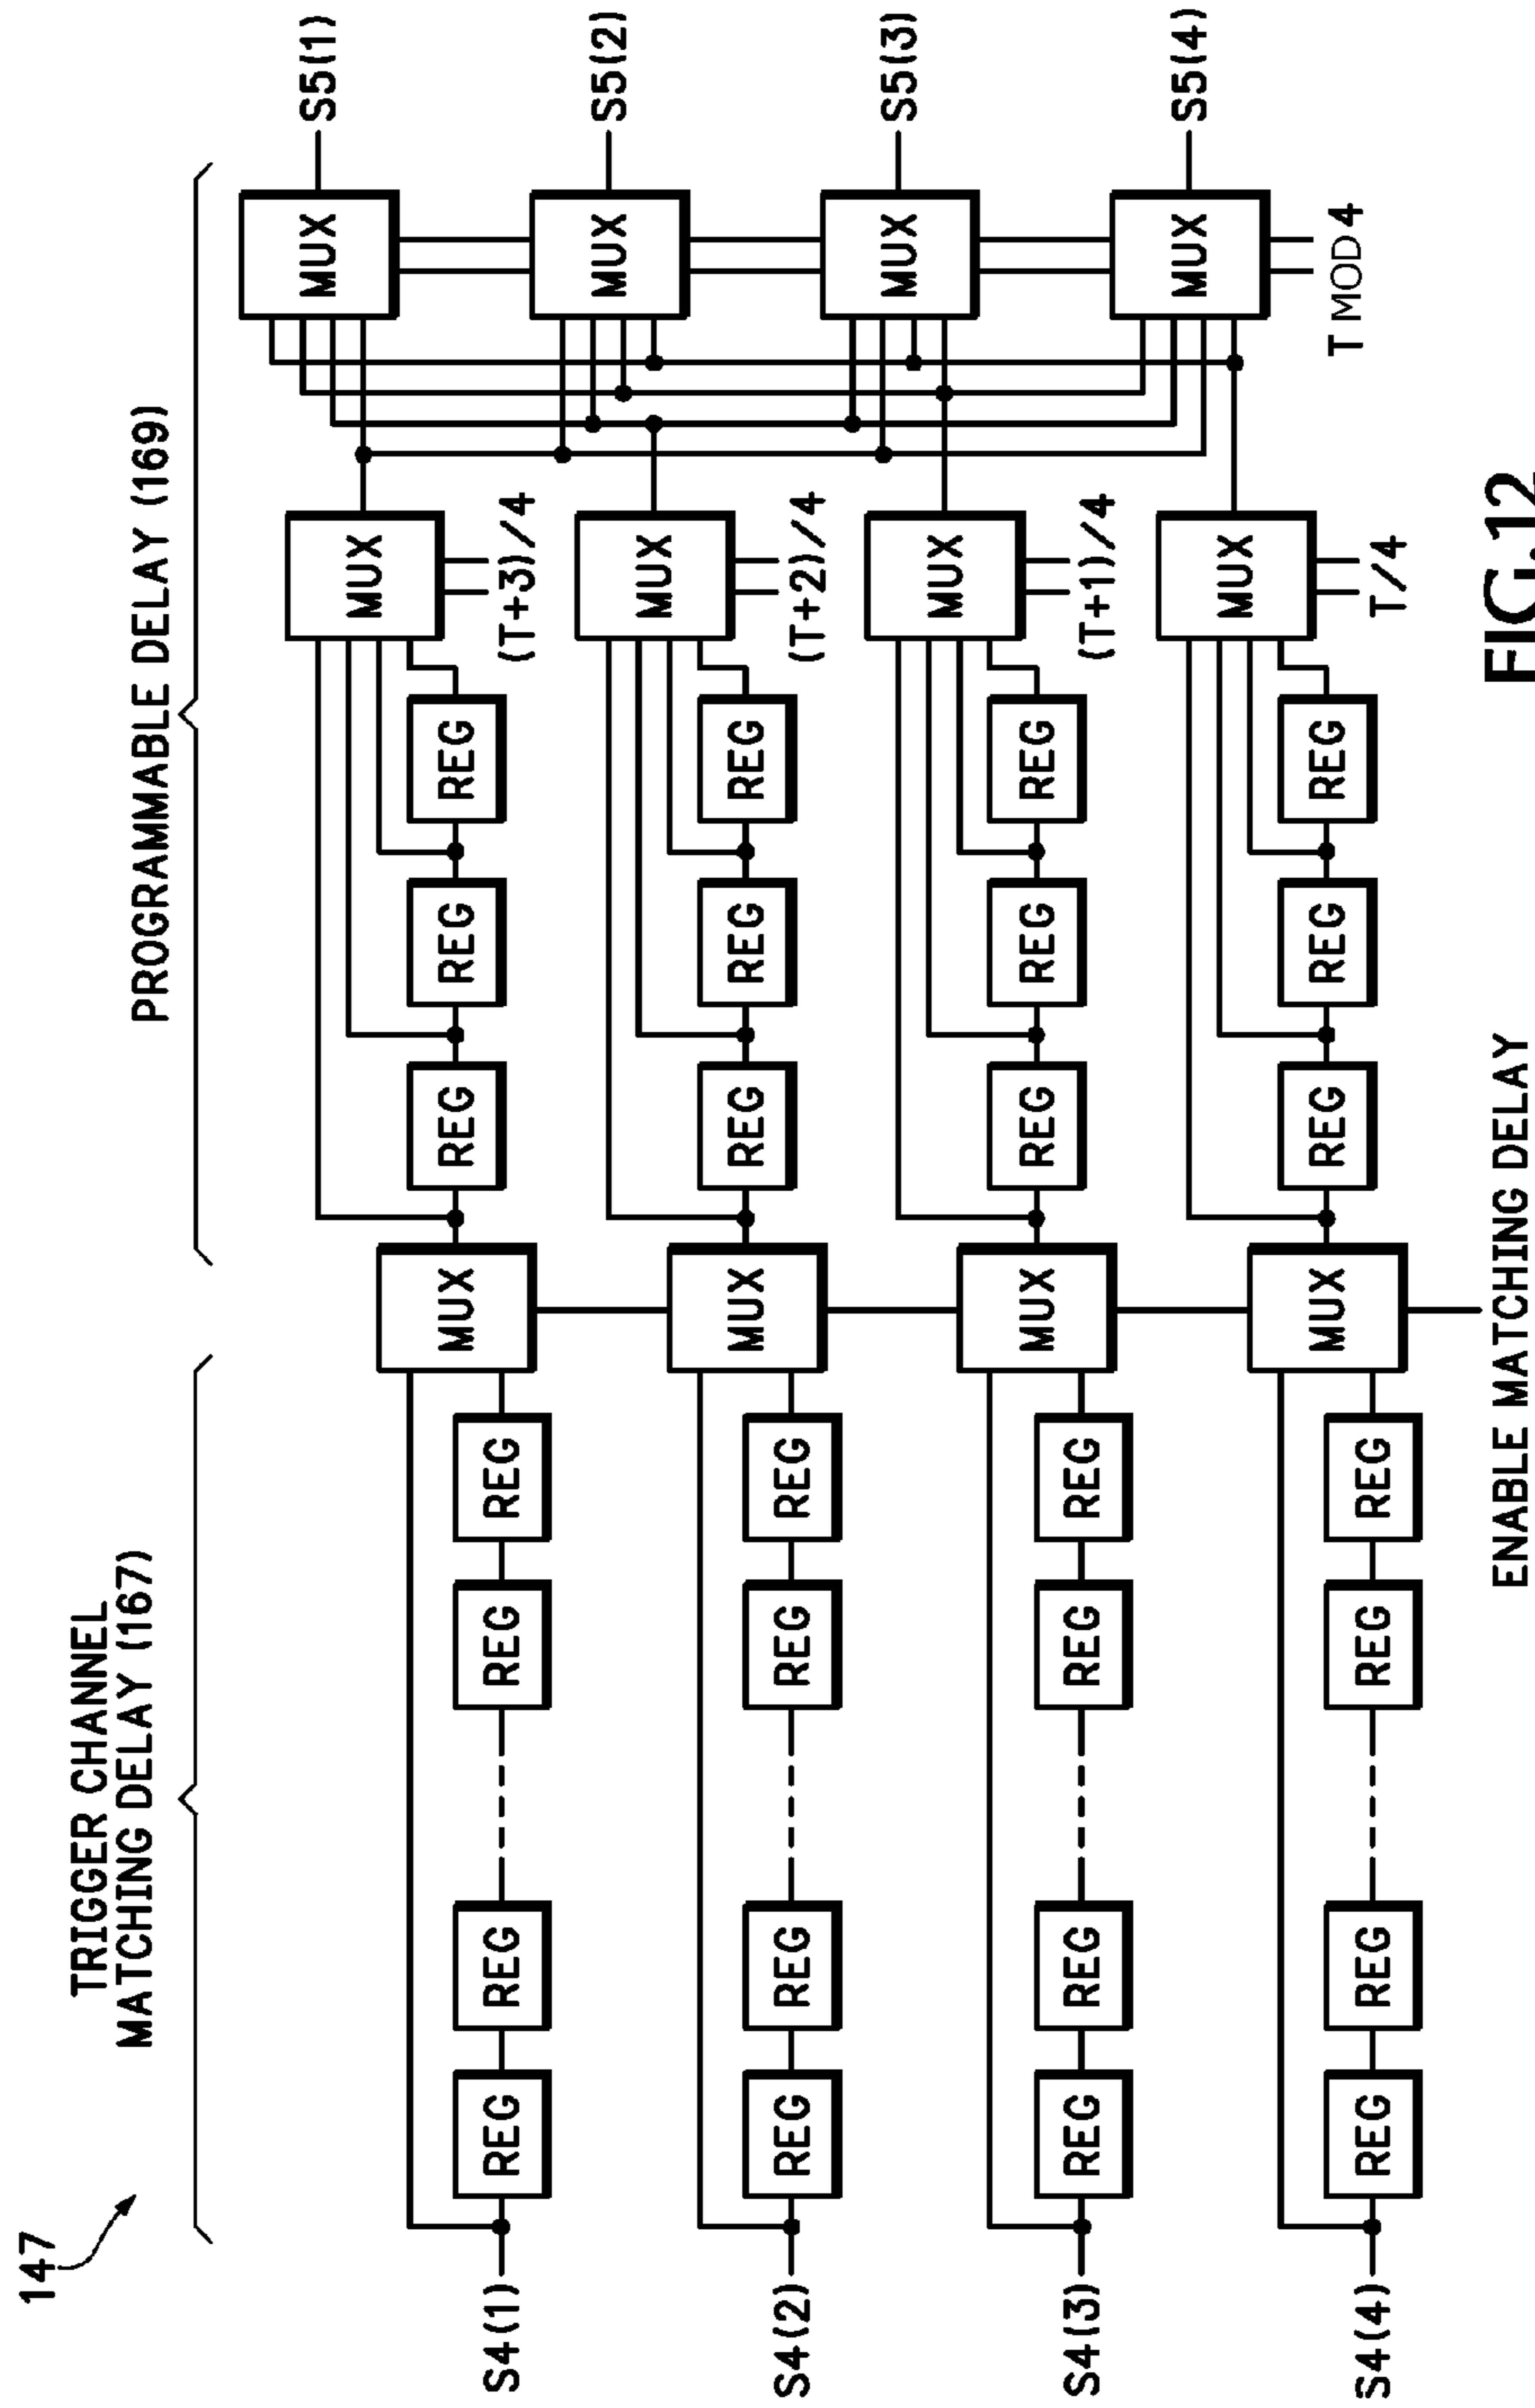 147
TRIGGER CHANNEL
MATCHING DELAY (167)
PROGRAMMABLE DELAY (169)
S4(1)
REG
REG
REG
REG
MUX
REG
REG
REG
MUX
(T+3)/4
MUX
S5(1)
S4(2)
REG
REG
REG
REG
MUX
REG
REG
REG
MUX
(T+2)/4
MUX
S5(2)
S4(3)
REG
REG
REG
REG
MUX
REG
REG
REG
MUX
(T+1)/4
MUX
S5(3)
S4(4)
REG
REG
REG
REG
MUX
REG
REG
REG
MUX
T/4
MUX
S5(4)
T MOD 4
ENABLE MATCHING DELAY
FIG.12